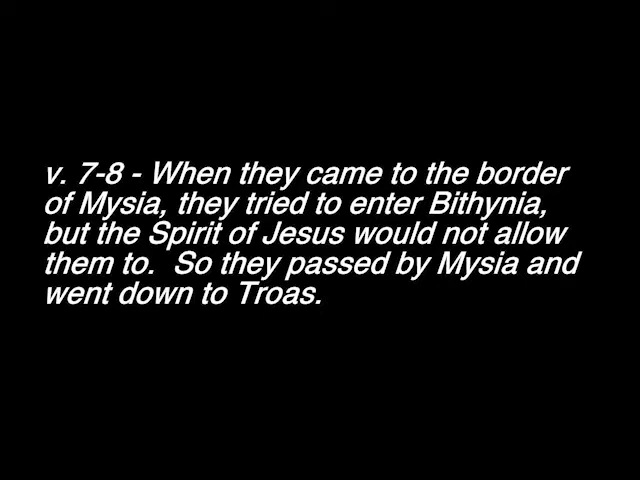 v. 7-8 - When they came to the border
of Mysia, they tried to enter Bithynia,
but the Spirit of Jesus would not allow
them to.  So they passed by Mysia and
went down to Troas.